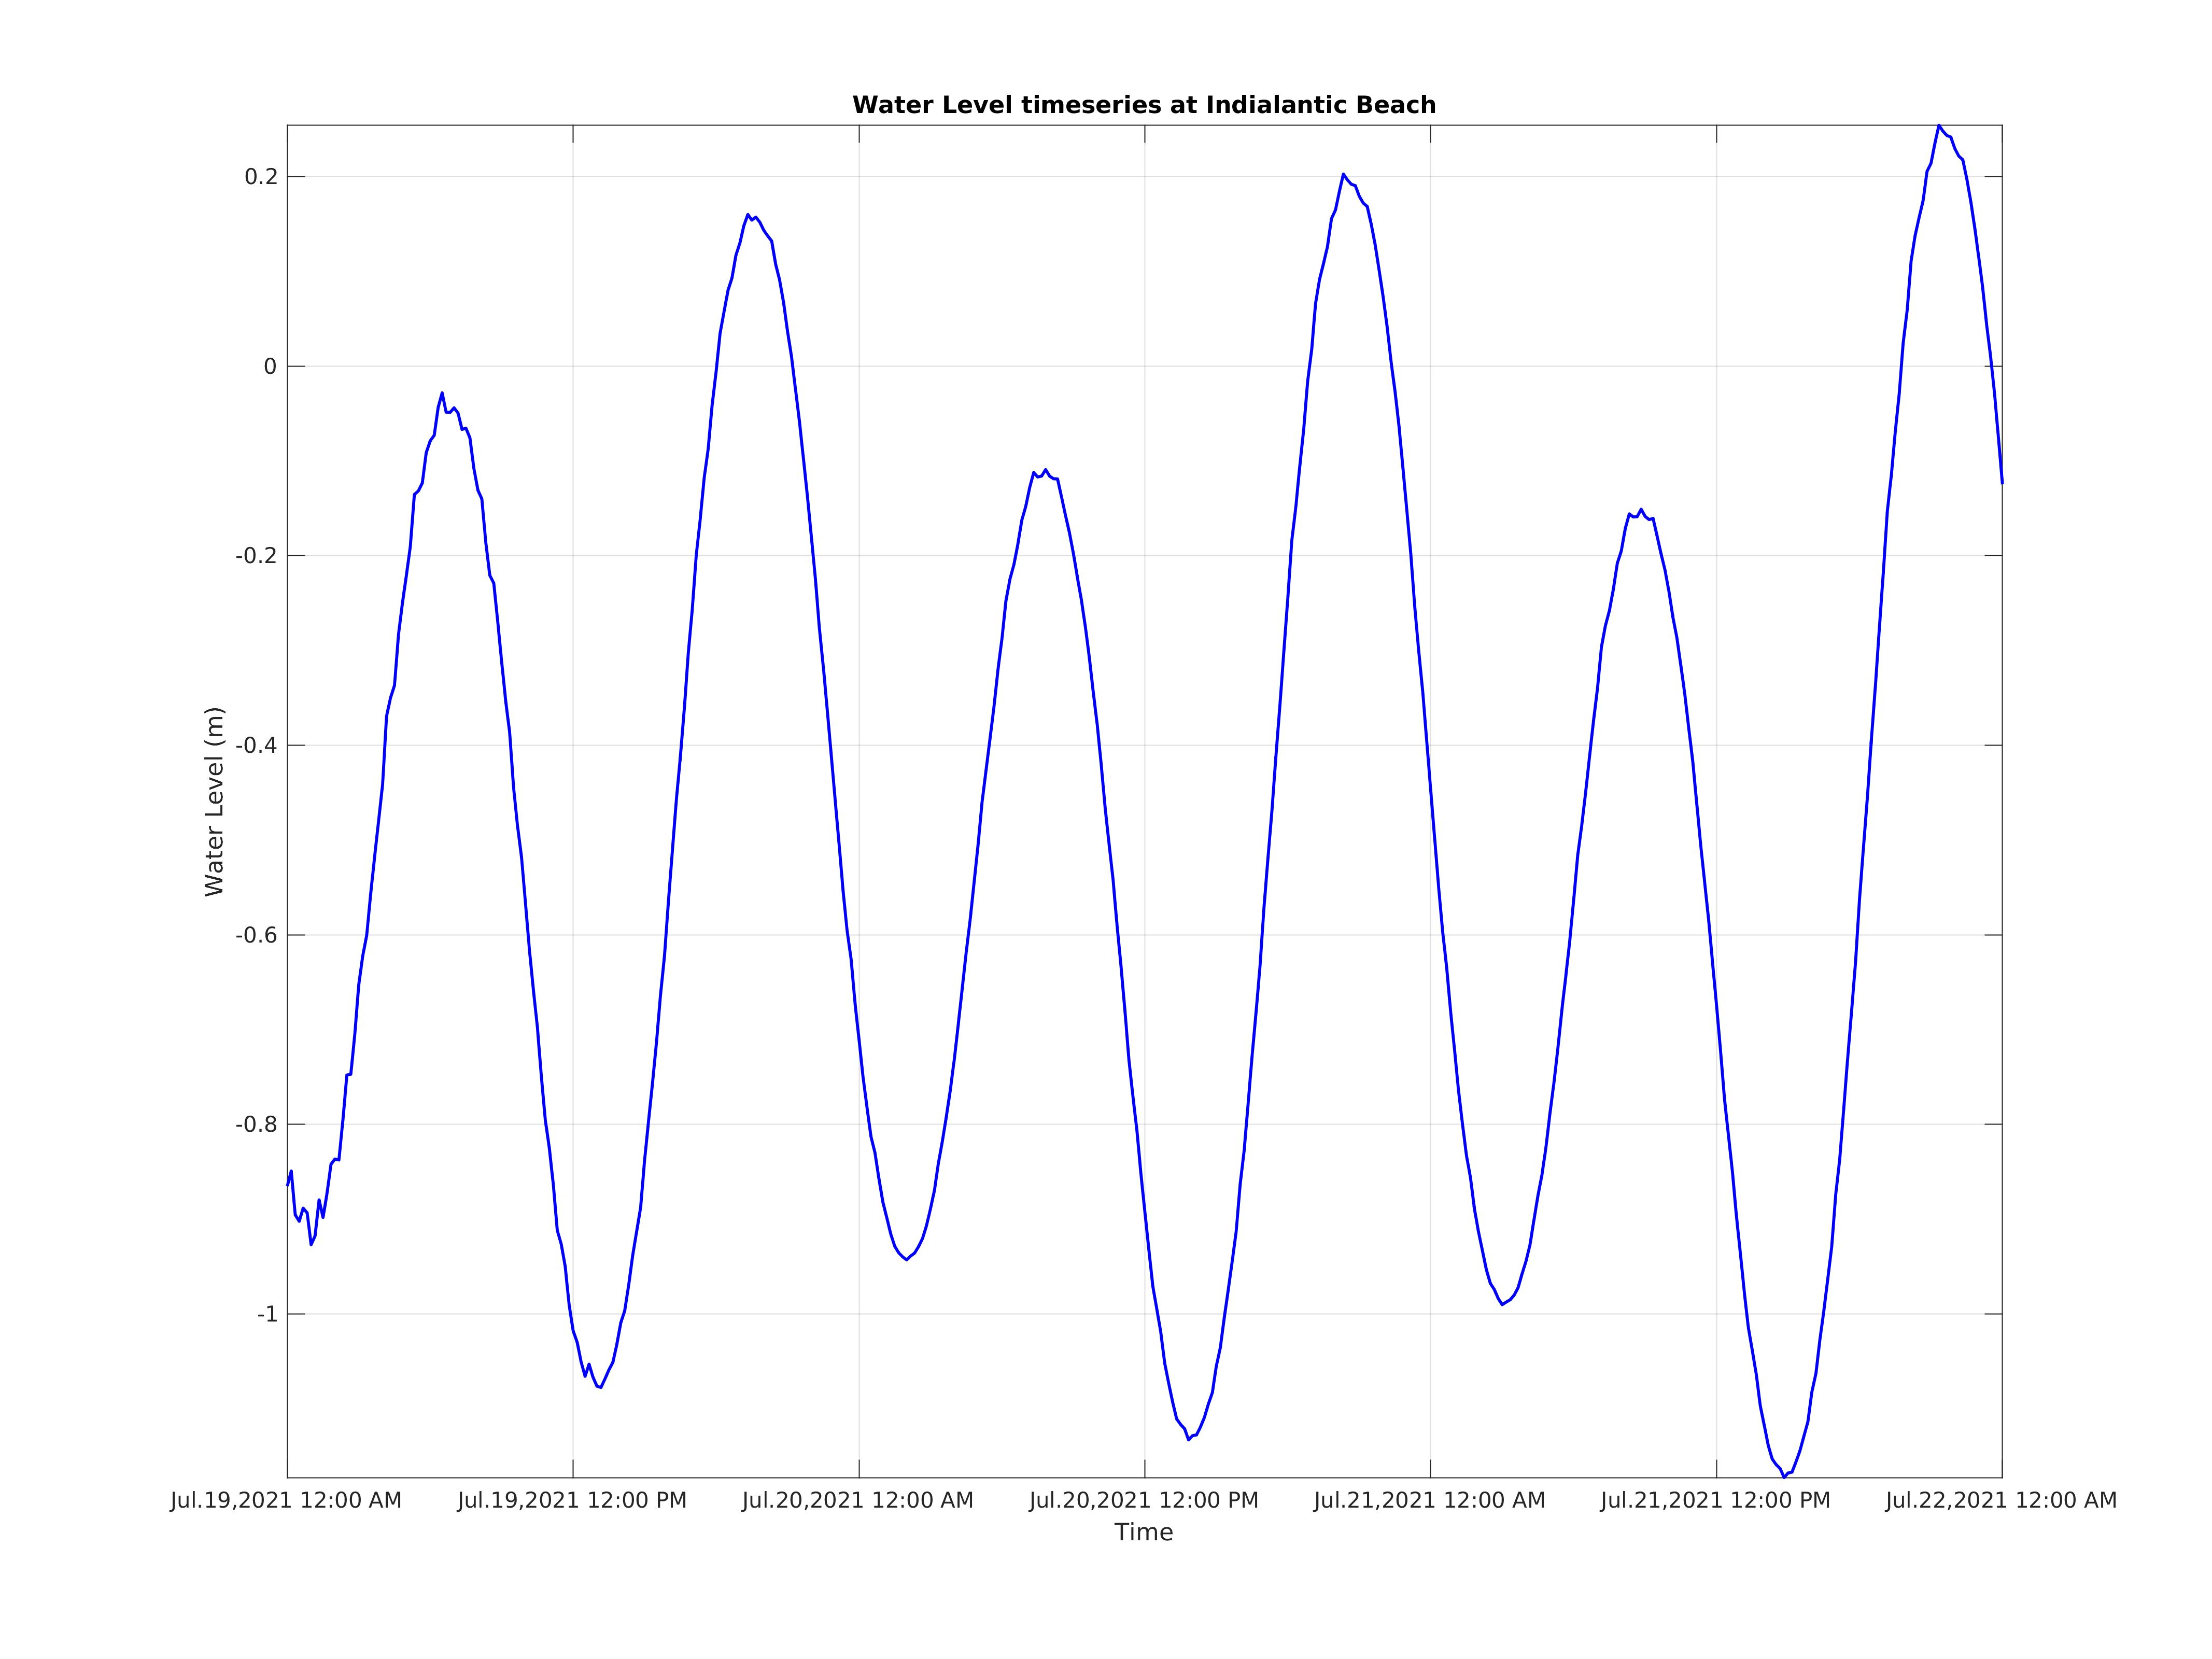 Water Level timeseries at Indialantic Beach
0.2
0
-0.2
-0.4
-0.6
-0.8
-1
Water Level (m)
Jul.19,2021 12:00 AM
Jul.19,2021 12:00 PM
Jul.20,2021 12:00 AM
Jul.20,2021 12:00 PM
Jul.21,2021 12:00 AM
Jul.21,2021 12:00 PM
Jul.22,2021 12:00 AM
Time